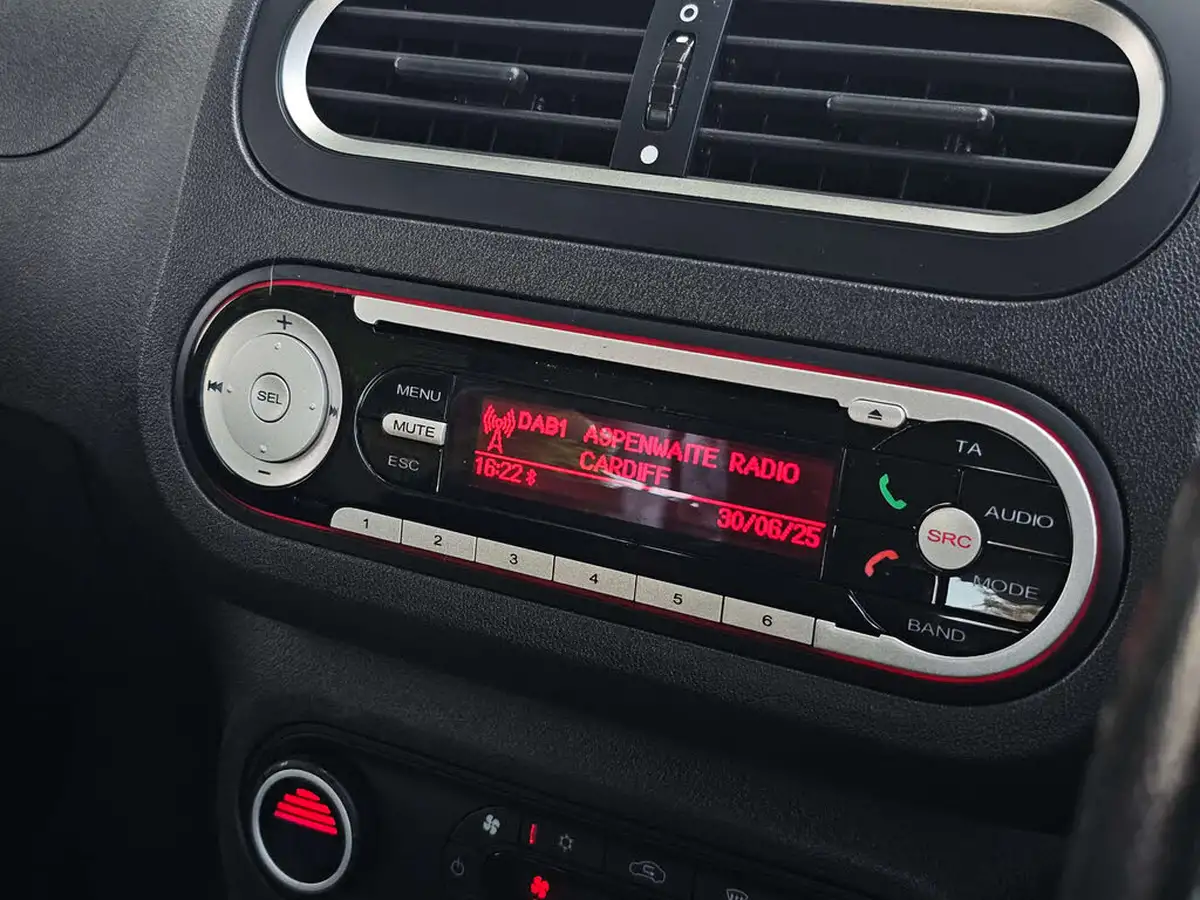 SEL
MENU
MUTE
ESC
DAB1 ASPENWAITE RADIO
CARDIFF
16:22
30/06/25
TA
AUDIO
SRC
MODE
BAND
1 2 3 4 5 6